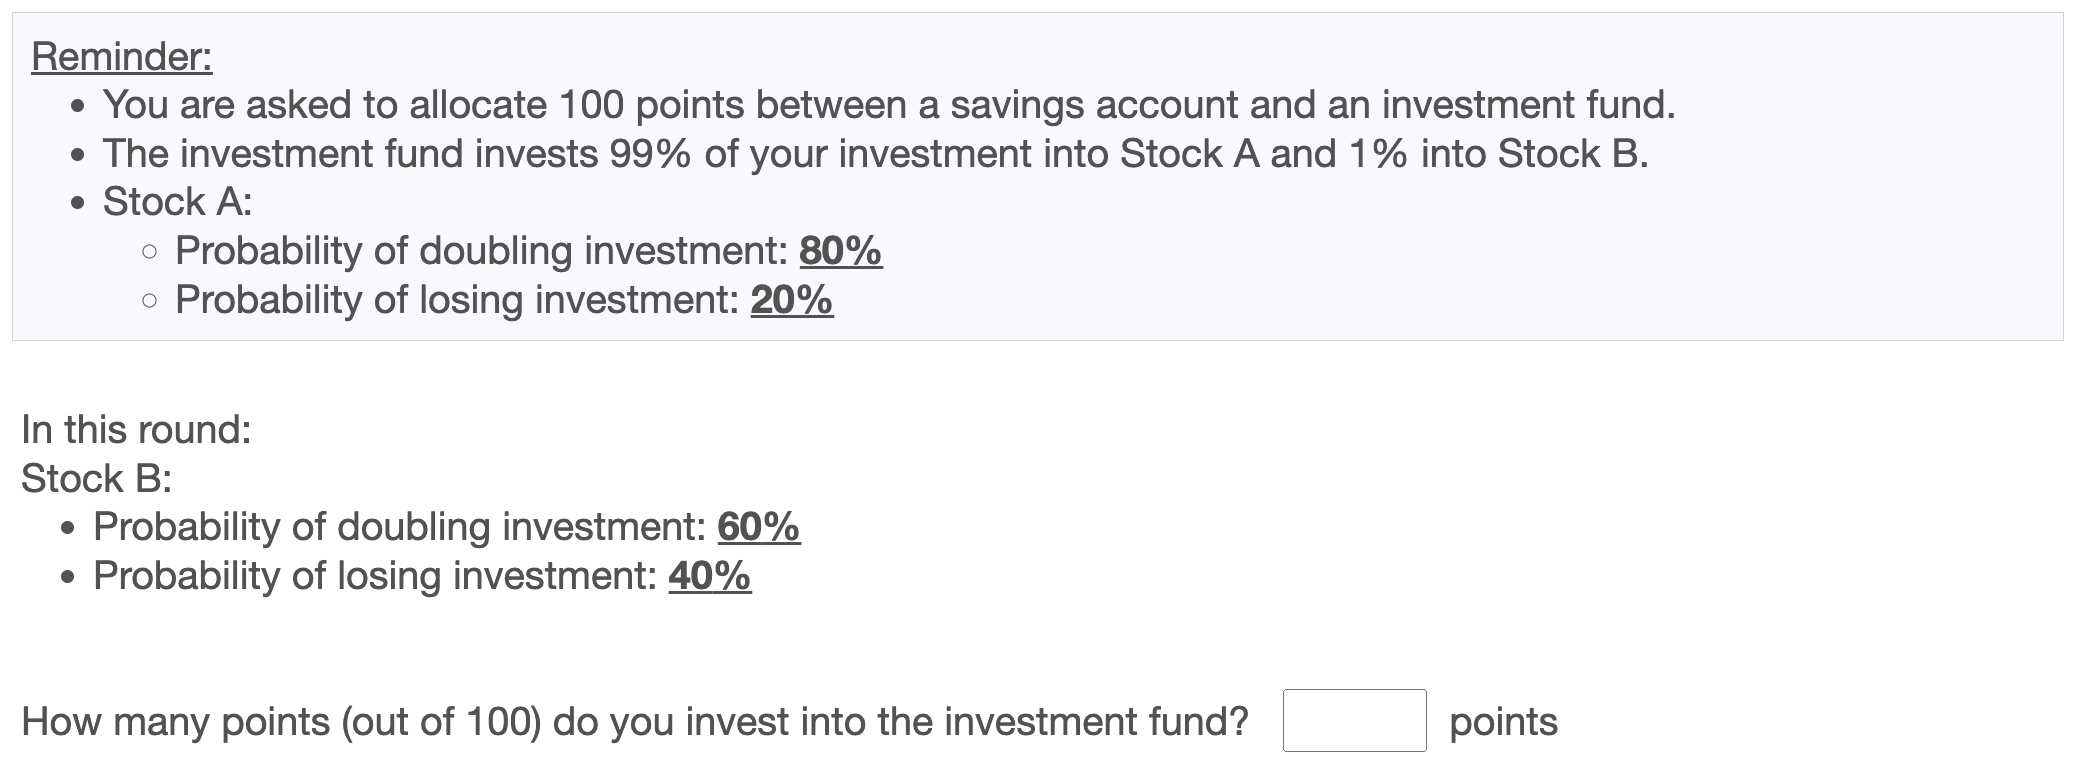 Reminder:
• You are asked to allocate 100 points between a savings account and an investment fund.
• The investment fund invests 99% of your investment into Stock A and 1% into Stock B.
• Stock A:
○ Probability of doubling investment: 80%
○ Probability of losing investment: 20%
In this round:
Stock B:
• Probability of doubling investment: 60%
• Probability of losing investment: 40%
How many points (out of 100) do you invest into the investment fund? points